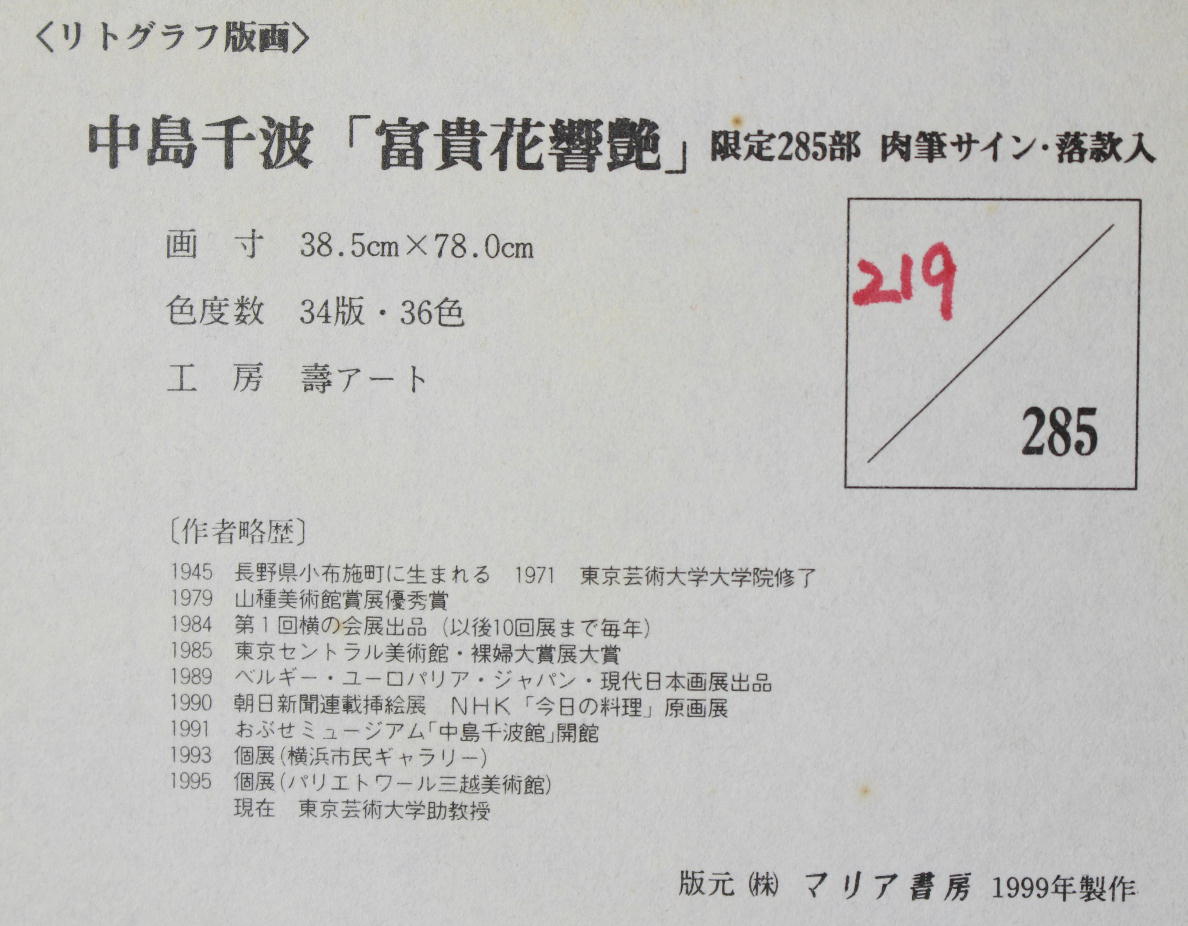 〈リトグラフ版画〉
中島千波「富貴花響艶」限定285部 肉筆サイン・落款入
画 寸 38.5cm×78.0cm
色度数 34版・36色
工 房 壽アート
219
285
〔作者略歴〕
1945 長野県小布施町に生まれる 1971 東京芸術大学大学院修了
1979 山種美術館賞展優秀賞
1984 第1回横の会展出品（以後10回展まで毎年）
1985 東京セントラル美術館・裸婦大賞展大賞
1989 ベルギー・ユーロパリア・ジャパン・現代日本画展出品
1990 朝日新聞連載挿絵展 NHK「今日の料理」原画展
1991 おぶせミュージアム「中島千波館」開館
1993 個展（横浜市民ギャラリー）
1995 個展（パリエトワール三越美術館）
現在 東京芸術大学助教授
版元 ㈱ マリア書房 1999年製作